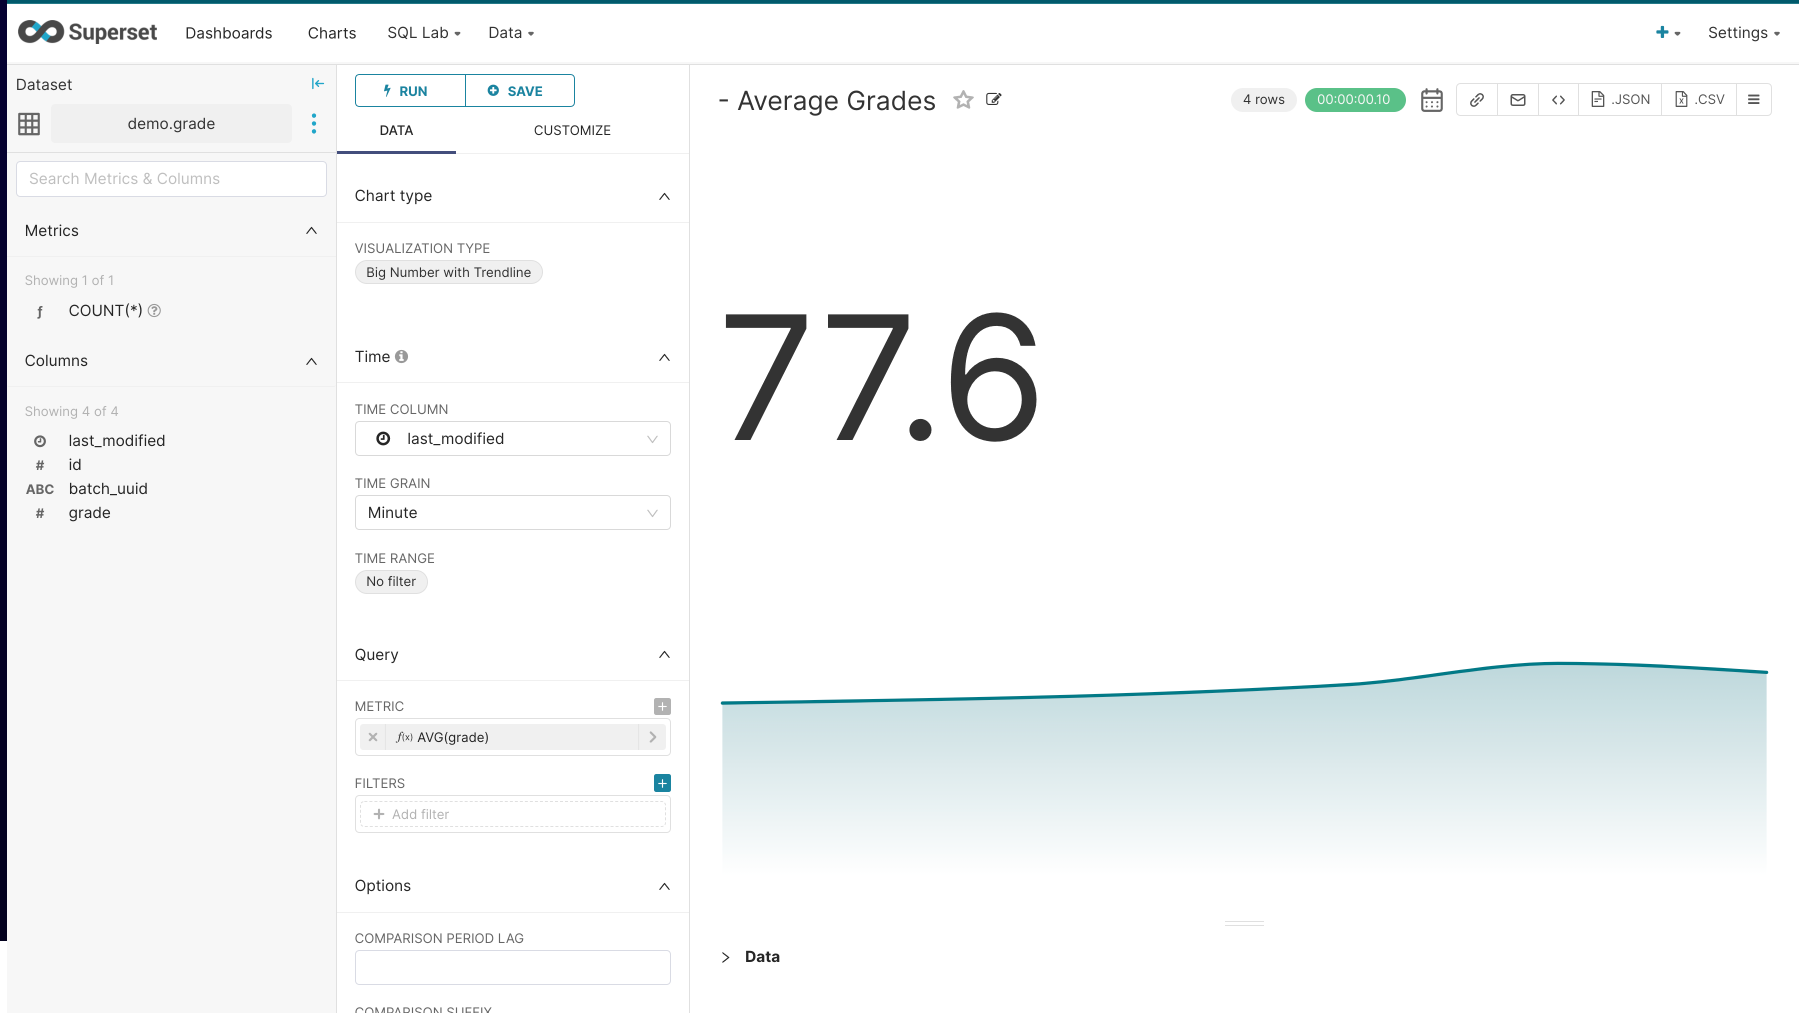 Superset Dashboards Charts SQL Lab Data Settings
Dataset
demo.grade
Search Metrics & Columns
Metrics
Showing 1 of 1
ƒ COUNT(*)
Columns
Showing 4 of 4
last_modified
# id
ABC batch_uuid
# grade
RUN SAVE
DATA CUSTOMIZE
Chart type
VISUALIZATION TYPE
Big Number with Trendline
Time
TIME COLUMN
last_modified
TIME GRAIN
Minute
TIME RANGE
No filter
Query
METRIC
ƒ(x) AVG(grade)
FILTERS
+ Add filter
Options
COMPARISON PERIOD LAG
COMPARISON SUFFIX
- Average Grades
4 rows 00:00:00.10 .JSON .CSV
77.6
Data